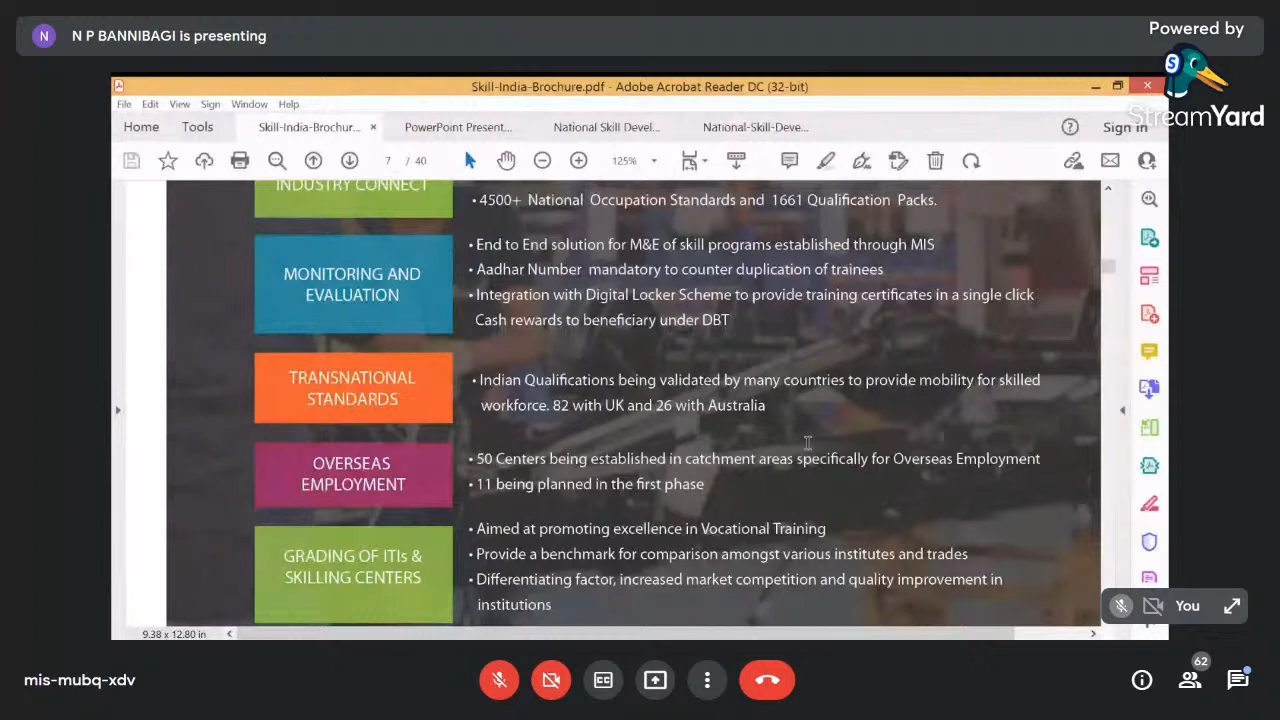 N
N P BANNIBAGI is presenting
Powered by
S
StreamYard
Skill-India-Brochure.pdf - Adobe Acrobat Reader DC (32-bit)
File Edit View Sign Window Help
Home Tools Skill-India-Brochur... × PowerPoint Present... National Skill Devel... National-Skill-Deve... Sign In
7 / 40 125%
INDUSTRY CONNECT
• 4500+ National Occupation Standards and 1661 Qualification Packs.
MONITORING AND
EVALUATION
• End to End solution for M&E of skill programs established through MIS
• Aadhar Number mandatory to counter duplication of trainees
• Integration with Digital Locker Scheme to provide training certificates in a single click
Cash rewards to beneficiary under DBT
TRANSNATIONAL
STANDARDS
• Indian Qualifications being validated by many countries to provide mobility for skilled
workforce. 82 with UK and 26 with Australia
OVERSEAS
EMPLOYMENT
• 50 Centers being established in catchment areas specifically for Overseas Employment
• 11 being planned in the first phase
GRADING OF ITIs &
SKILLING CENTERS
• Aimed at promoting excellence in Vocational Training
• Provide a benchmark for comparison amongst various institutes and trades
• Differentiating factor, increased market competition and quality improvement in
institutions
You
9.38 x 12.80 in
mis-mubq-xdv
62